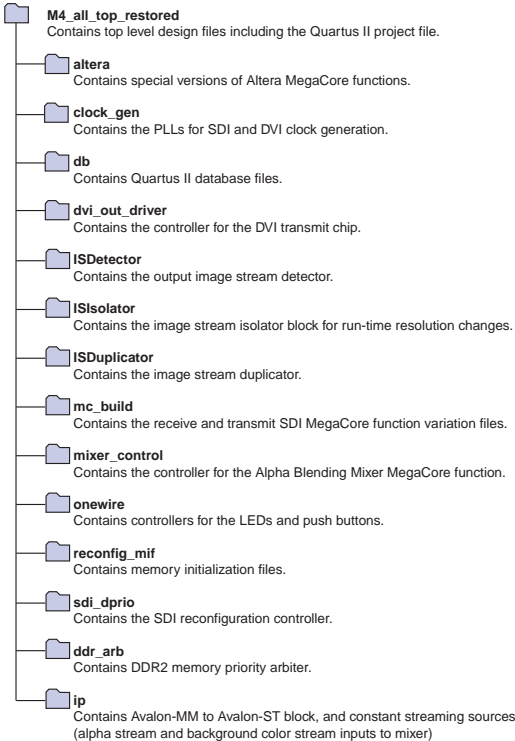 M4_all_top_restored
Contains top level design files including the Quartus II project file.
altera
Contains special versions of Altera MegaCore functions.
clock_gen
Contains the PLLs for SDI and DVI clock generation.
db
Contains Quartus II database files.
dvi_out_driver
Contains the controller for the DVI transmit chip.
ISDetector
Contains the output image stream detector.
ISIsolator
Contains the image stream isolator block for run-time resolution changes.
ISDuplicator
Contains the image stream duplicator.
mc_build
Contains the receive and transmit SDI MegaCore function variation files.
mixer_control
Contains the controller for the Alpha Blending Mixer MegaCore function.
onewire
Contains controllers for the LEDs and push buttons.
reconfig_mif
Contains memory initialization files.
sdi_dprio
Contains the SDI reconfiguration controller.
ddr_arb
Contains DDR2 memory priority arbiter.
ip
Contains Avalon-MM to Avalon-ST block, and constant streaming sources
(alpha stream and background color stream inputs to mixer)